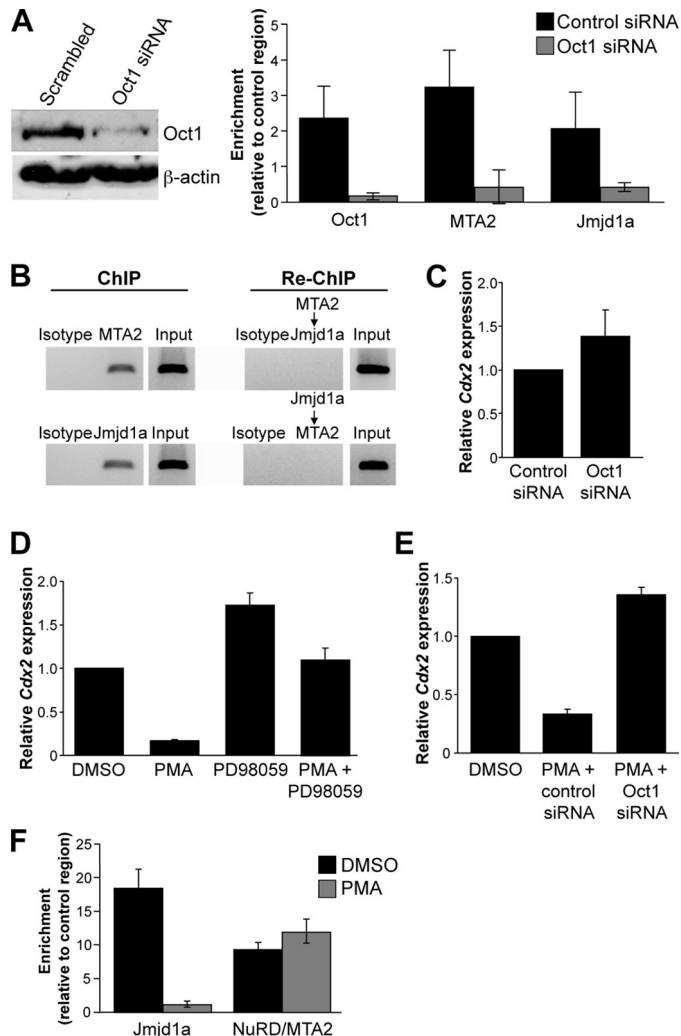 A
Scrambled
Oct1 siRNA
Oct1
β-actin
Enrichment
(relative to control region)
5
4
3
2
1
0
Control siRNA
Oct1 siRNA
Oct1 MTA2 Jmjd1a
B
ChIP Re-ChIP
MTA2
Isotype MTA2 Input Isotype Jmjd1a Input
Jmjd1a
Isotype Jmjd1a Input Isotype MTA2 Input
C
Relative Cdx2 expression
2.0
1.5
1.0
0.5
0
Control
siRNA
Oct1
siRNA
D
Relative Cdx2 expression
2.0
1.5
1.0
0.5
0
DMSO PMA PD98059 PMA +
PD98059
E
Relative Cdx2 expression
1.5
1.0
0.5
0
DMSO
PMA +
control
siRNA
PMA +
Oct1
siRNA
F
Enrichment
(relative to control region)
25
20
15
10
5
0
DMSO
PMA
Jmjd1a NuRD/MTA2